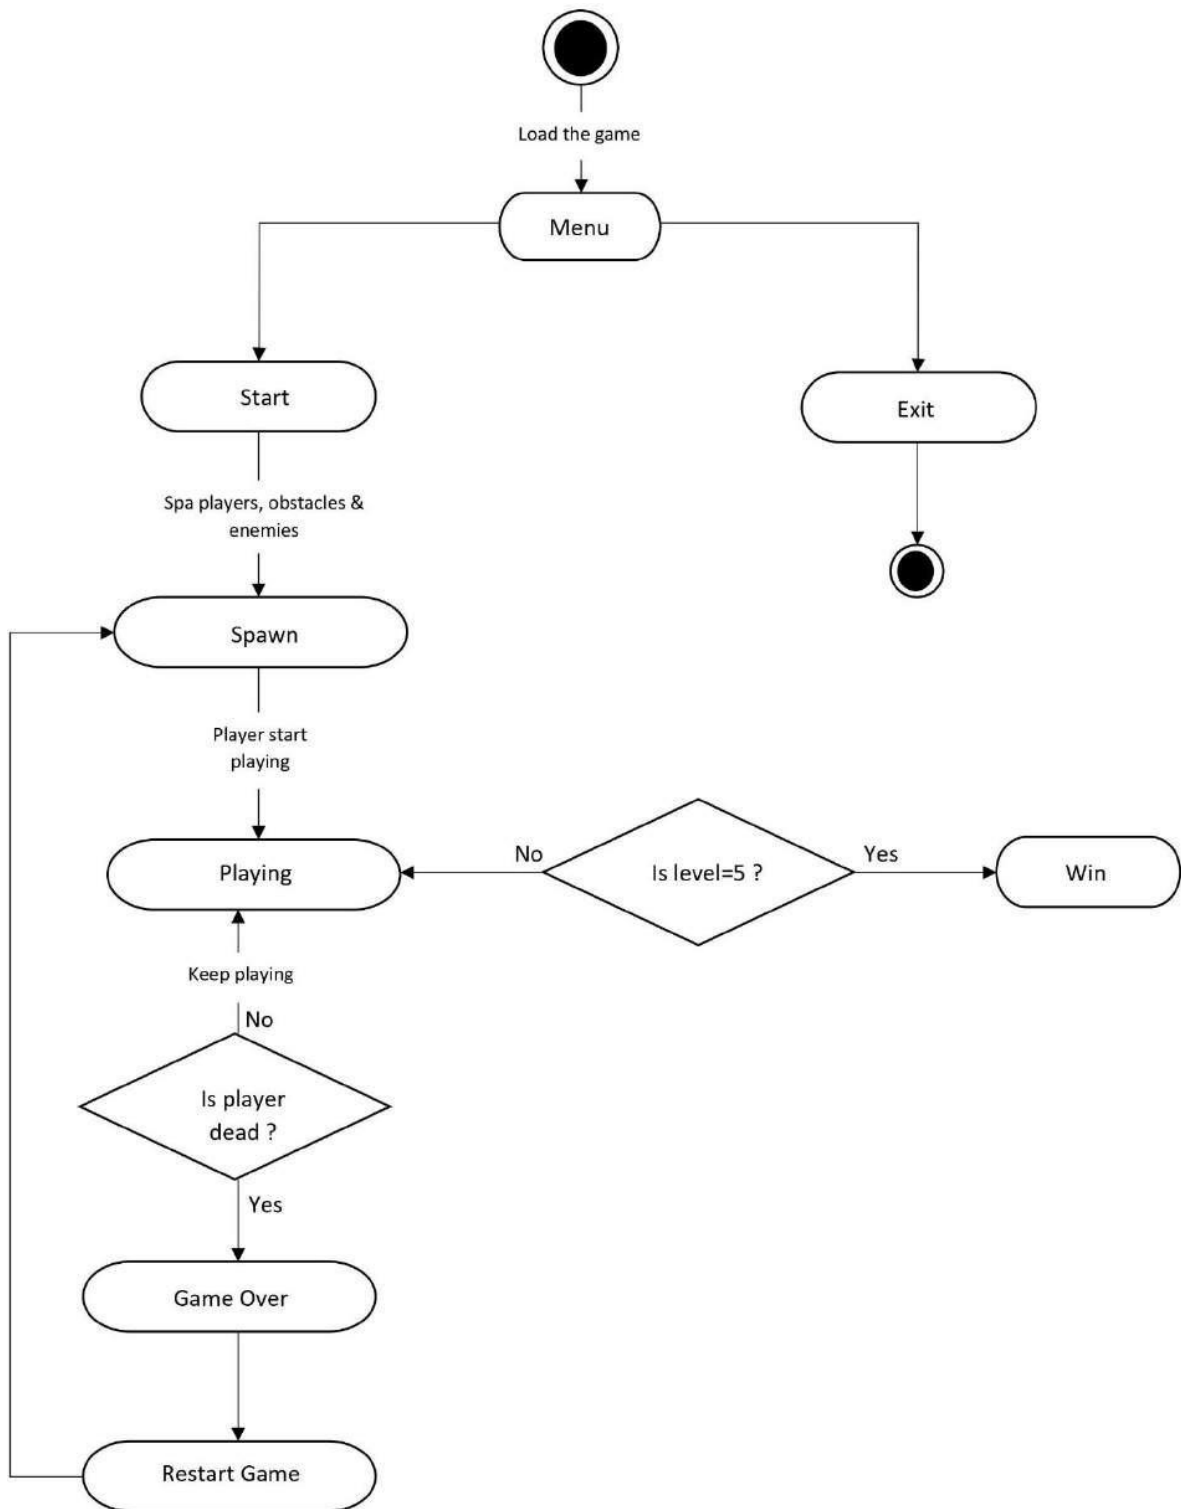 Load the game
Menu
Start
Exit
Spa players, obstacles &
enemies
Spawn
Player start
playing
Playing
No
Is level=5 ?
Yes
Win
Keep playing
No
Is player
dead ?
Yes
Game Over
Restart Game